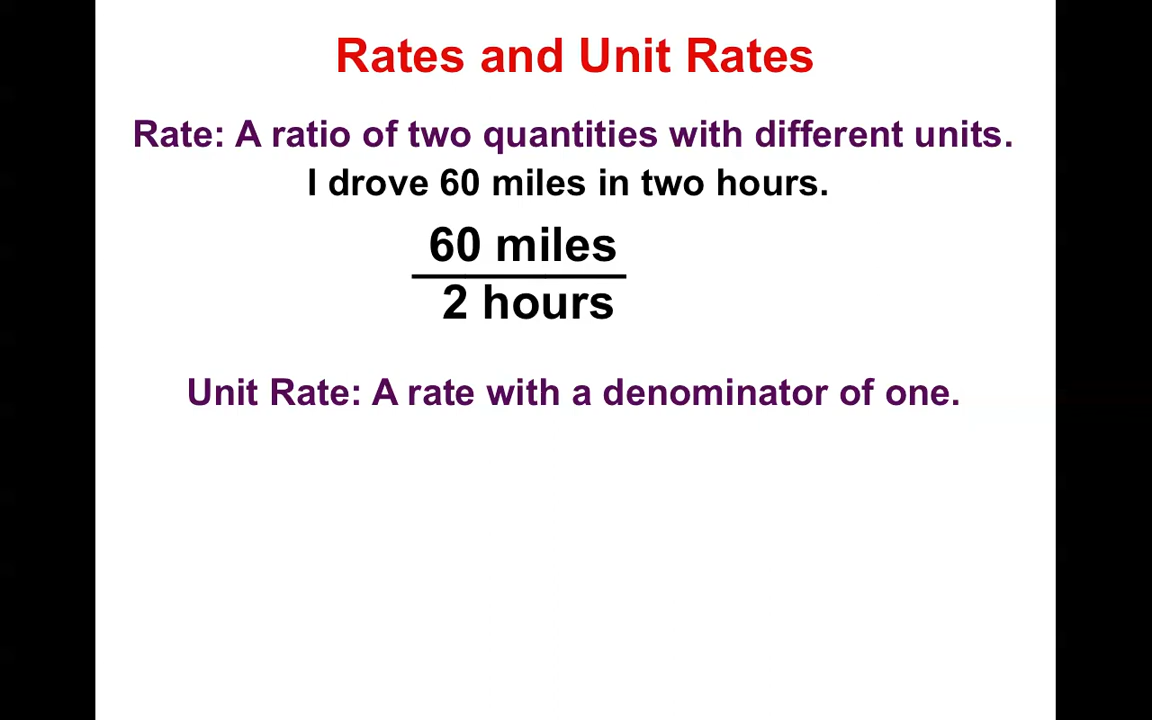 Rates and Unit Rates
Rate: A ratio of two quantities with different units.
I drove 60 miles in two hours.
60 miles
2 hours
Unit Rate: A rate with a denominator of one.